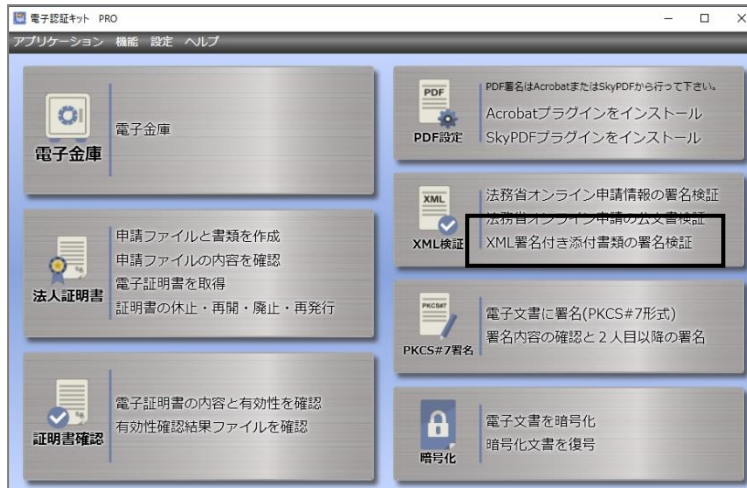 電子認証キット PRO
アプリケーション 機能 設定 ヘルプ
電子金庫
電子金庫
申請ファイルと書類を作成
申請ファイルの内容を確認
電子証明書を取得
証明書の休止・再開・廃止・再発行
法人証明書
電子証明書の内容と有効性を確認
有効性確認結果ファイルを確認
証明書確認
PDF
PDF署名はAcrobatまたはSkyPDFから行って下さい。
Acrobatプラグインをインストール
SkyPDFプラグインをインストール
PDF設定
XML
法務省オンライン申請情報の署名検証
法務省オンライン申請の公文書検証
XML署名付き添付書類の署名検証
XML検証
PKCS#7
電子文書に署名(PKCS#7形式)
署名内容の確認と2人目以降の署名
PKCS#7署名
電子文書を暗号化
暗号化文書を復号
暗号化